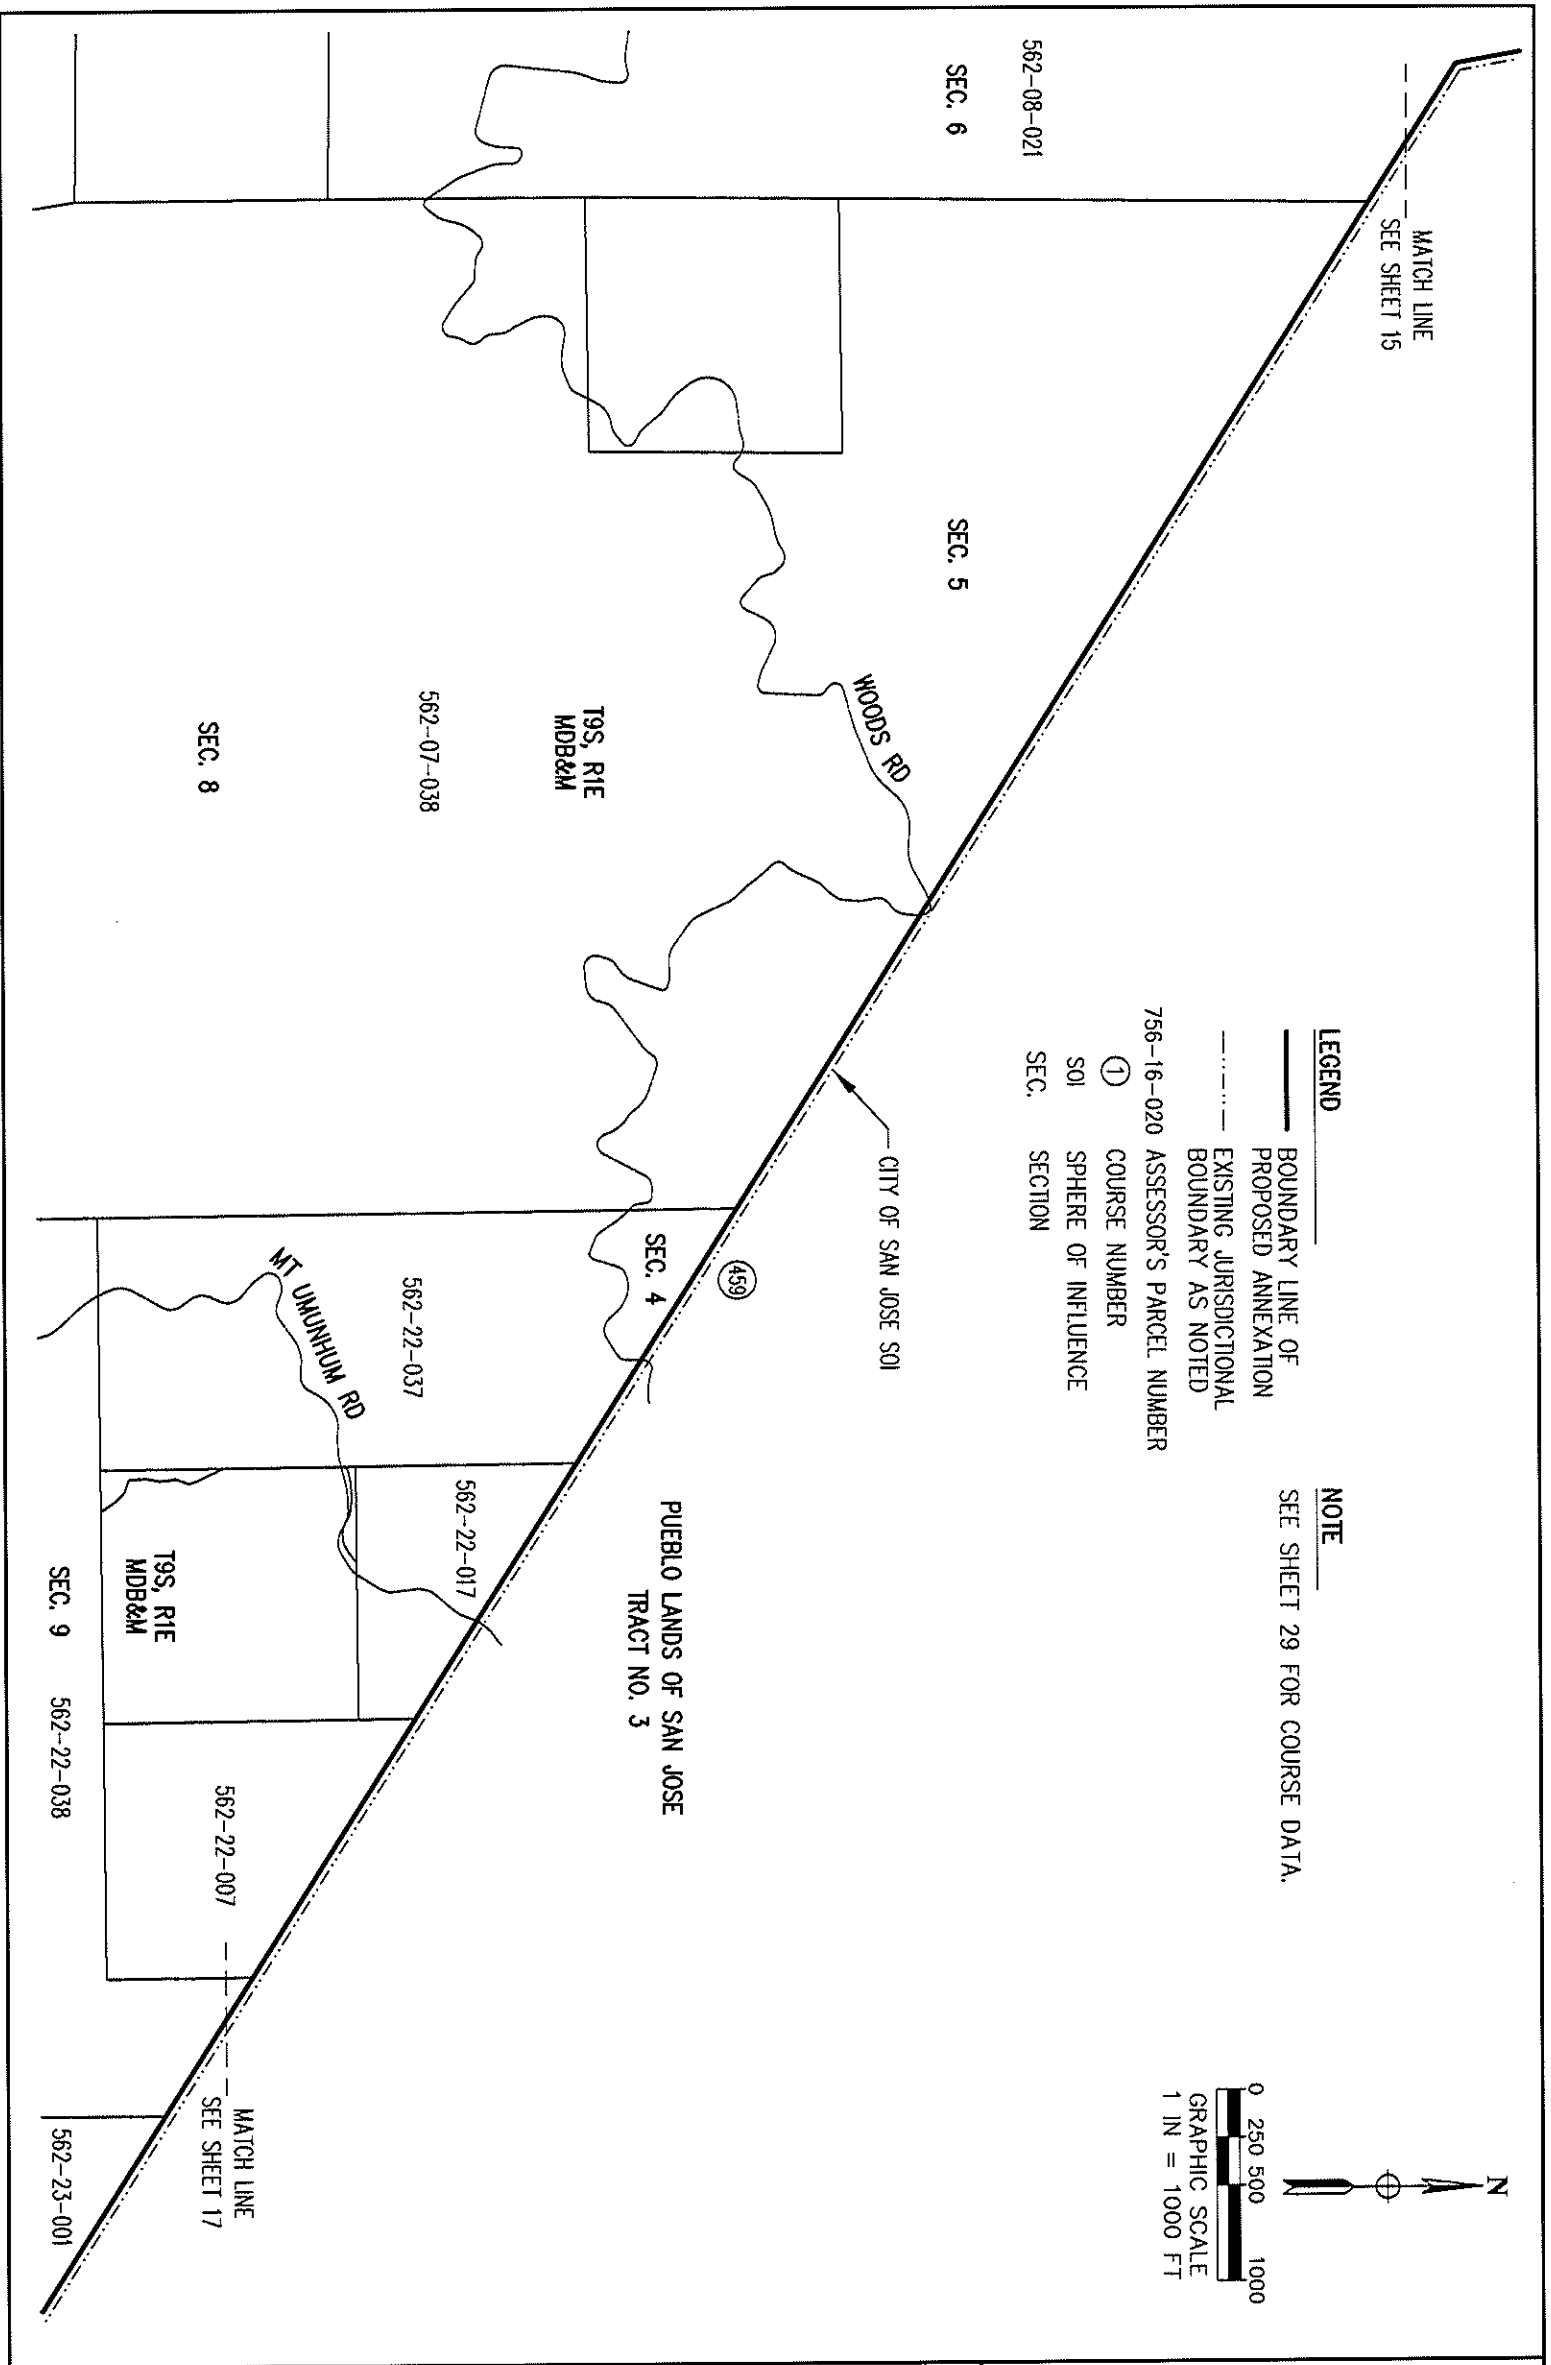 MATCH LINE
SEE SHEET 15
562-08-021
SEC. 6
SEC. 5
WOODS RD
T9S, R1E
MDB&M
562-07-038
SEC. 8
LEGEND
BOUNDARY LINE OF
PROPOSED ANNEXATION
EXISTING JURISDICTIONAL
BOUNDARY AS NOTED
756-16-020 ASSESSOR'S PARCEL NUMBER
1 COURSE NUMBER
SOI SPHERE OF INFLUENCE
SEC. SECTION
NOTE
SEE SHEET 29 FOR COURSE DATA.
N
0 250 500 1000
GRAPHIC SCALE
1 IN = 1000 FT
CITY OF SAN JOSE SOI
459
SEC. 4
PUEBLO LANDS OF SAN JOSE
TRACT NO. 3
562-22-037
MT UMUNHUM RD
562-22-017
T9S, R1E
MDB&M
SEC. 9 562-22-038
562-22-007
MATCH LINE
SEE SHEET 17
562-23-001